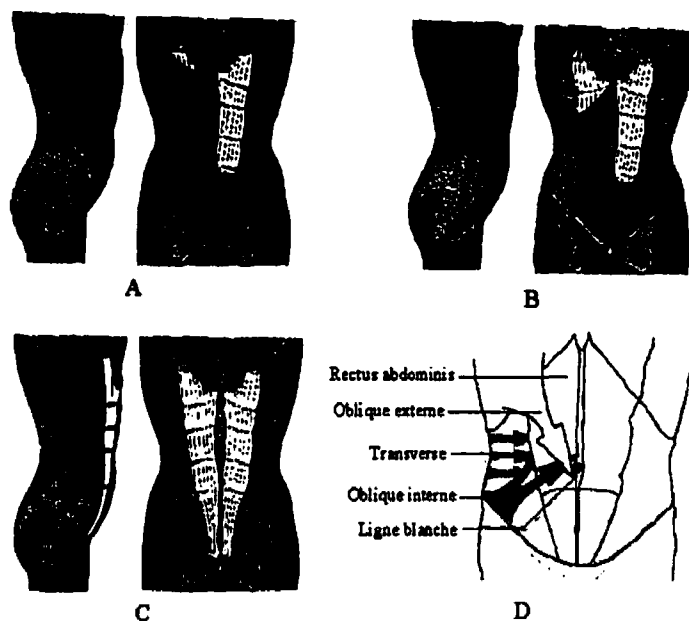 A
B
Rectus abdominis
Oblique externe
Transverse
Oblique interne
Ligne blanche
C
D